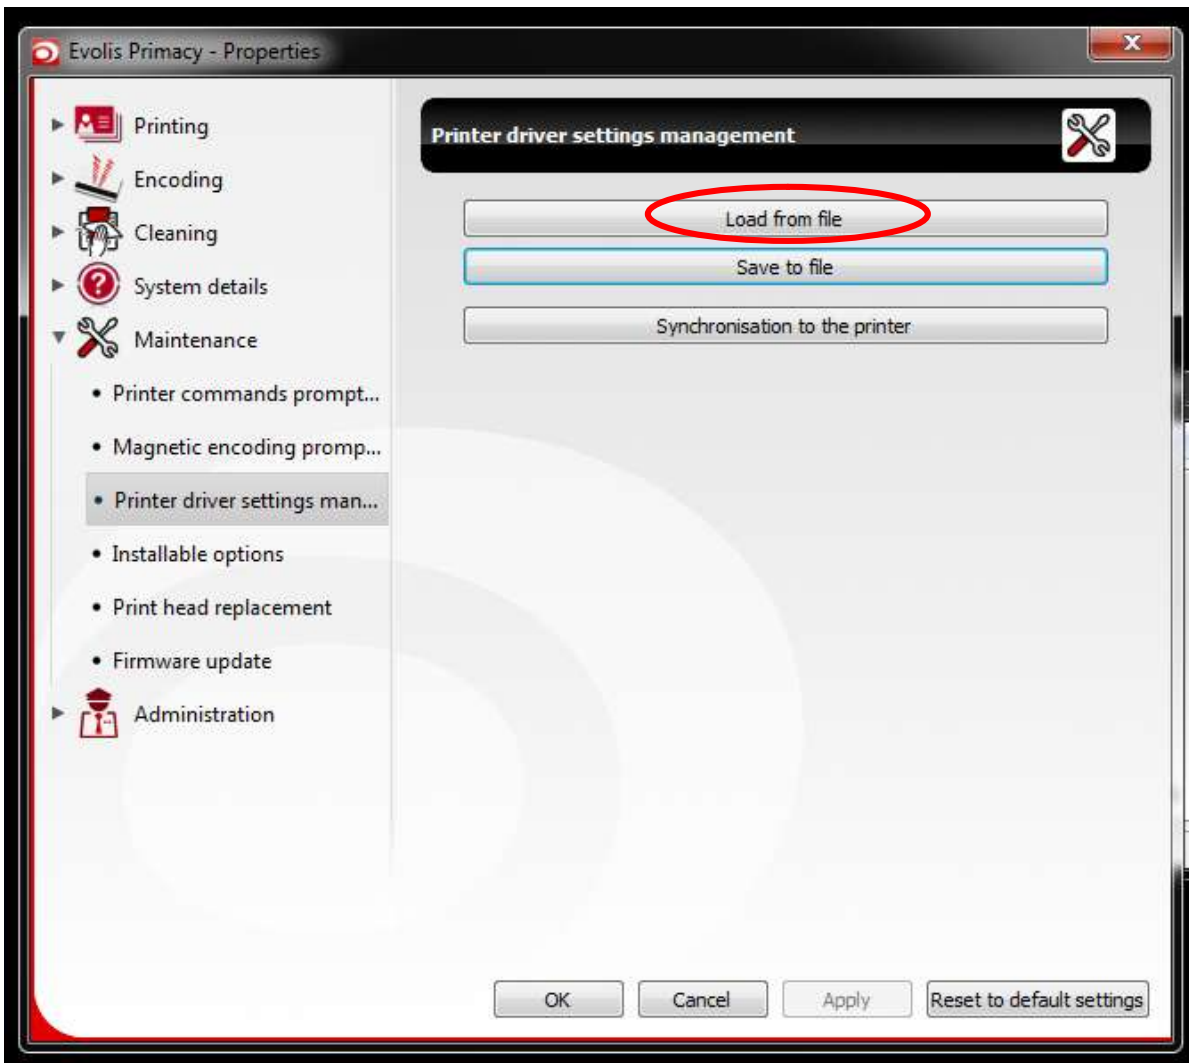 Evolis Primacy - Properties
Printing
Encoding
Cleaning
System details
Maintenance
Printer commands prompt...
Magnetic encoding promp...
Printer driver settings man...
Installable options
Print head replacement
Firmware update
Administration
Printer driver settings management
Load from file
Save to file
Synchronisation to the printer
OK
Cancel
Apply
Reset to default settings